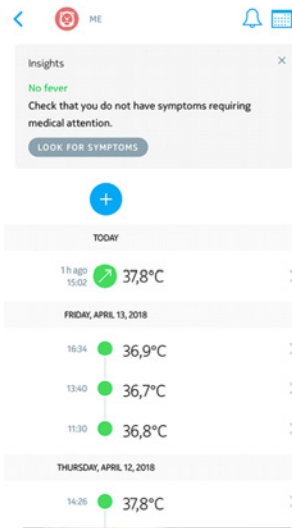 ME
Insights
No fever
Check that you do not have symptoms requiring
medical attention.
LOOK FOR SYMPTOMS
TODAY
1 h ago
15:02
37,8°C
FRIDAY, APRIL 13, 2018
16:34
36,9°C
13:40
36,7°C
11:30
36,8°C
THURSDAY, APRIL 12, 2018
14:26
37,8°C